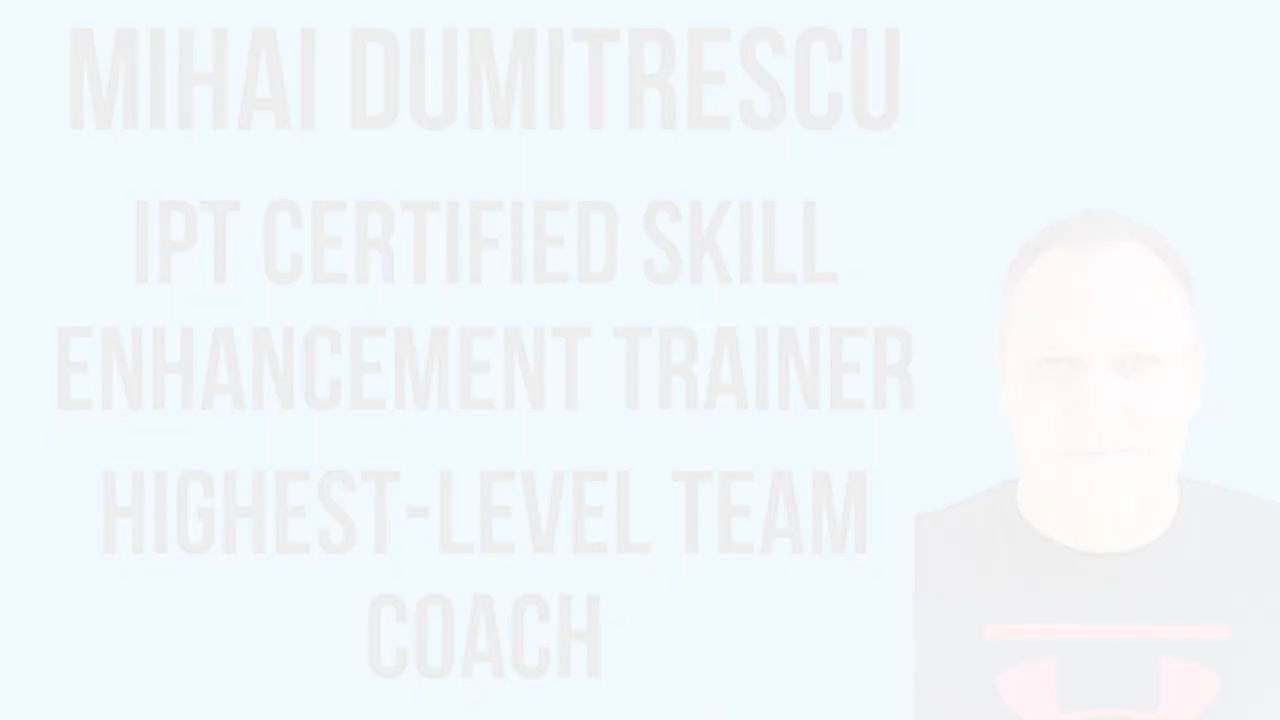 MIHAI DUMITRESCU
IPT CERTIFIED SKILL
ENHANCEMENT TRAINER
HIGHEST-LEVEL TEAM
COACH